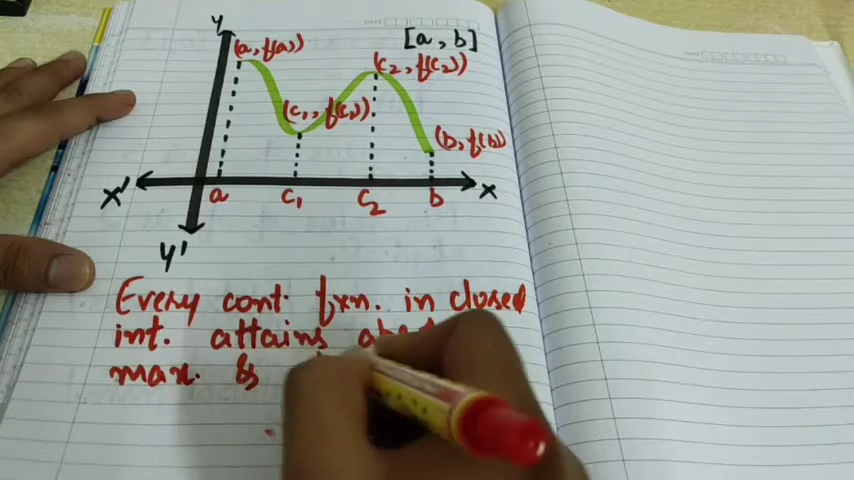 y
[a, b]
(a, f(a))
(c2, f(c2))
(c1, f(c1))
(b, f(b))
x' a c1 c2 b x
y'
Every cont. fxn. in closed
int. attains
max. &